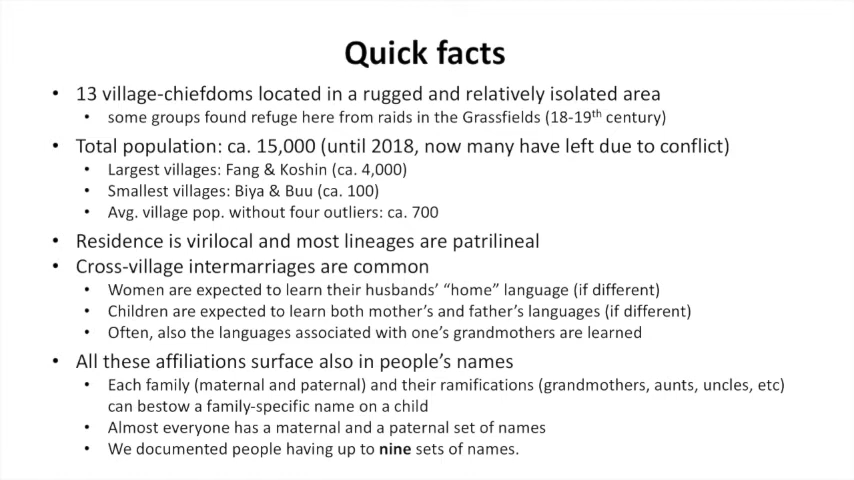 Quick facts
• 13 village-chiefdoms located in a rugged and relatively isolated area
• some groups found refuge here from raids in the Grassfields (18-19th century)
• Total population: ca. 15,000 (until 2018, now many have left due to conflict)
• Largest villages: Fang & Koshin (ca. 4,000)
• Smallest villages: Biya & Buu (ca. 100)
• Avg. village pop. without four outliers: ca. 700
• Residence is virilocal and most lineages are patrilineal
• Cross-village intermarriages are common
• Women are expected to learn their husbands’ “home” language (if different)
• Children are expected to learn both mother’s and father’s languages (if different)
• Often, also the languages associated with one’s grandmothers are learned
• All these affiliations surface also in people’s names
• Each family (maternal and paternal) and their ramifications (grandmothers, aunts, uncles, etc)
can bestow a family-specific name on a child
• Almost everyone has a maternal and a paternal set of names
• We documented people having up to nine sets of names.